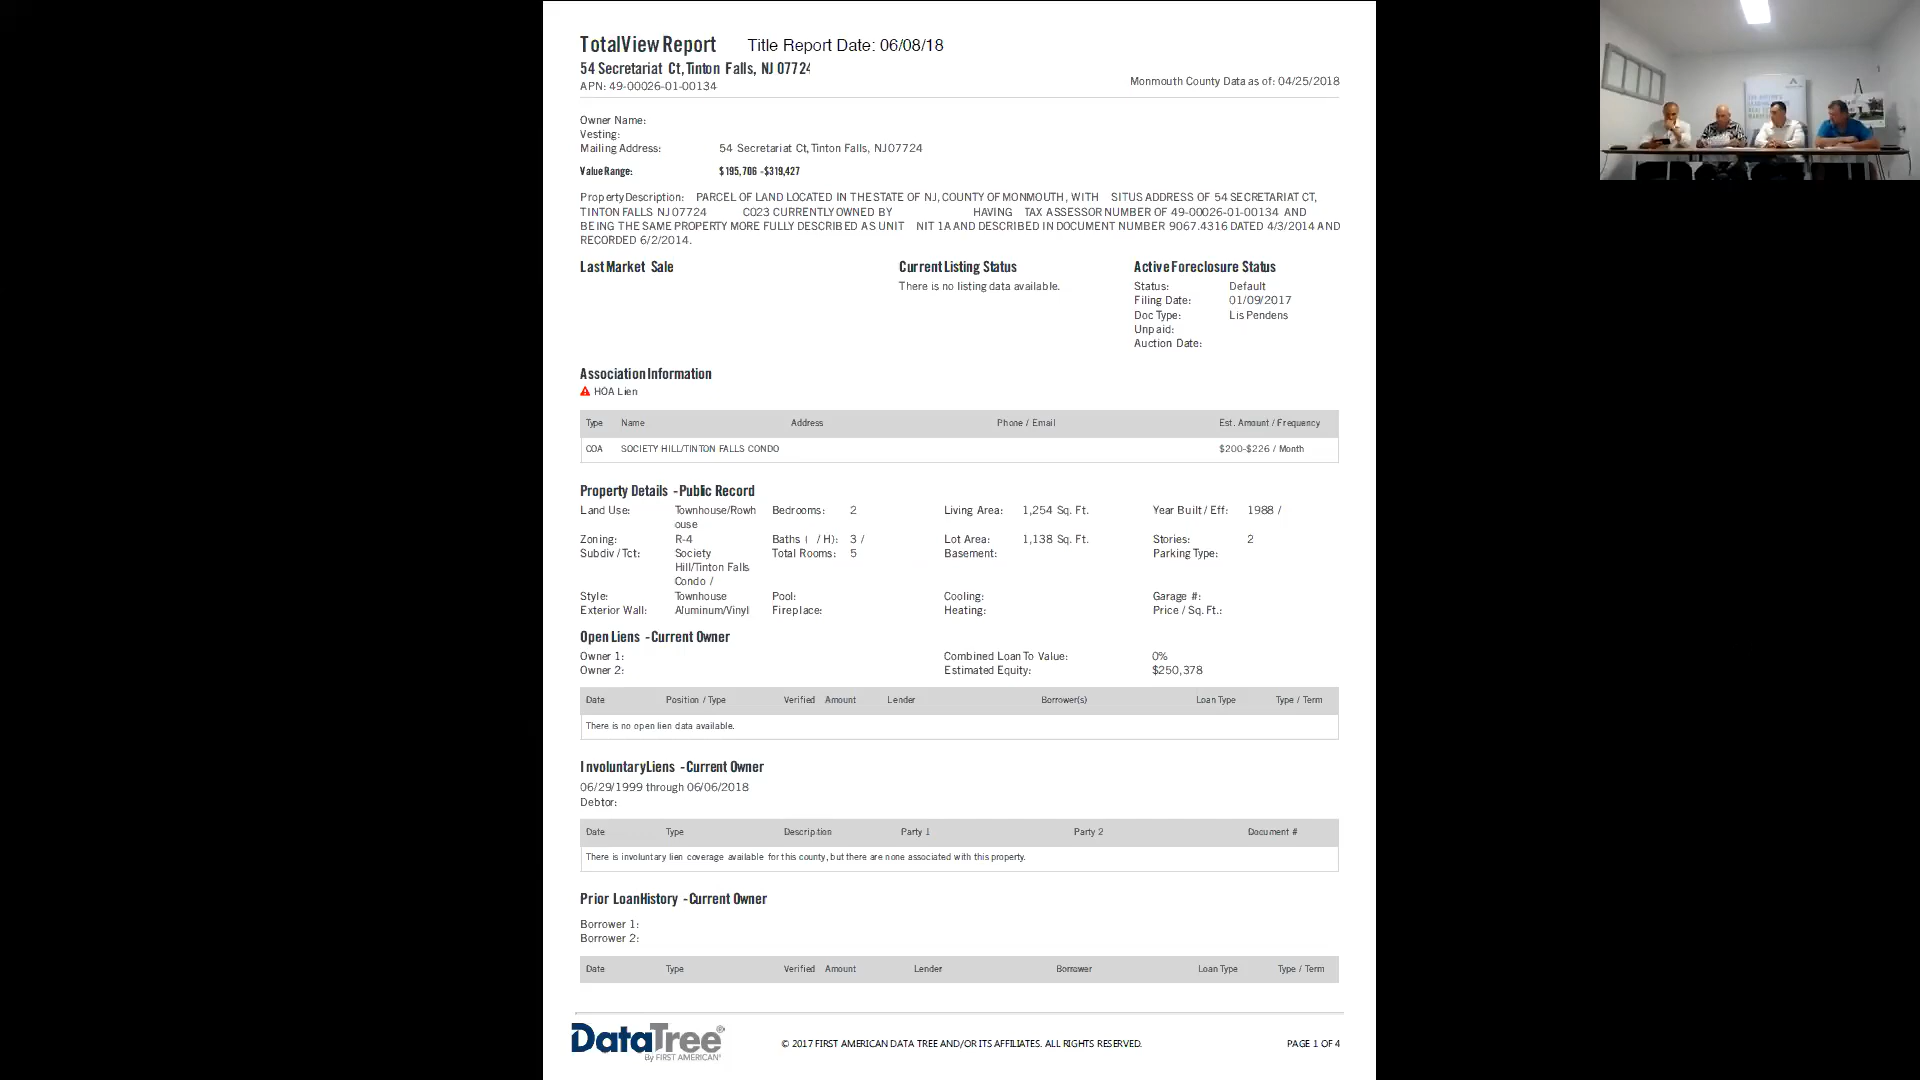 TotalView Report Title Report Date: 06/08/18
54 Secretariat Ct, Tinton Falls, NJ 07724
APN: 49-00026-01-00134 Monmouth County Data as of: 04/25/2018
Owner Name:
Vesting:
Mailing Address: 54 Secretariat Ct, Tinton Falls, NJ 07724
Value Range: $195,706 - $319,427
Property Description: PARCEL OF LAND LOCATED IN THE STATE OF NJ, COUNTY OF MONMOUTH, WITH SITUS ADDRESS OF 54 SECRETARIAT CT,
TINTON FALLS NJ 07724 C023 CURRENTLY OWNED BY HAVING TAX ASSESSOR NUMBER OF 49-00026-01-00134 AND
BEING THE SAME PROPERTY MORE FULLY DESCRIBED AS UNIT NIT 1A AND DESCRIBED IN DOCUMENT NUMBER 9067.4316 DATED 4/3/2014 AND
RECORDED 6/2/2014.
Last Market Sale Current Listing Status Active Foreclosure Status
There is no listing data available. Status: Default
Filing Date: 01/09/2017
Doc Type: Lis Pendens
Unpaid:
Auction Date:
Association Information
HOA Lien
Type Name Address Phone / Email Est. Amount / Frequency
COA SOCIETY HILL/TINTON FALLS CONDO $200-$226 / Month
Property Details - Public Record
Land Use: Townhouse/Rowh Bedrooms: 2 Living Area: 1,254 Sq. Ft. Year Built / Eff: 1988 /
ouse
Zoning: R-4 Baths ( / H): 3 / Lot Area: 1,138 Sq. Ft. Stories: 2
Subdiv / Tct: Society Total Rooms: 5 Basement: Parking Type:
Hill/Tinton Falls
Condo /
Style: Townhouse Pool: Cooling: Garage #:
Exterior Wall: Aluminum/Vinyl Fireplace: Heating: Price / Sq. Ft.:
Open Liens - Current Owner
Owner 1: Combined Loan To Value: 0%
Owner 2: Estimated Equity: $250,378
Date Position / Type Verified Amount Lender Borrower(s) Loan Type Type / Term
There is no open lien data available.
Involuntary Liens - Current Owner
06/29/1999 through 06/06/2018
Debtor:
Date Type Description Party 1 Party 2 Document #
There is involuntary lien coverage available for this county, but there are none associated with this property.
Prior Loan History - Current Owner
Borrower 1:
Borrower 2:
Date Type Verified Amount Lender Borrower Loan Type Type / Term
DataTree® © 2017 FIRST AMERICAN DATA TREE AND/OR ITS AFFILIATES. ALL RIGHTS RESERVED. PAGE 1 OF 4
By FIRST AMERICAN®